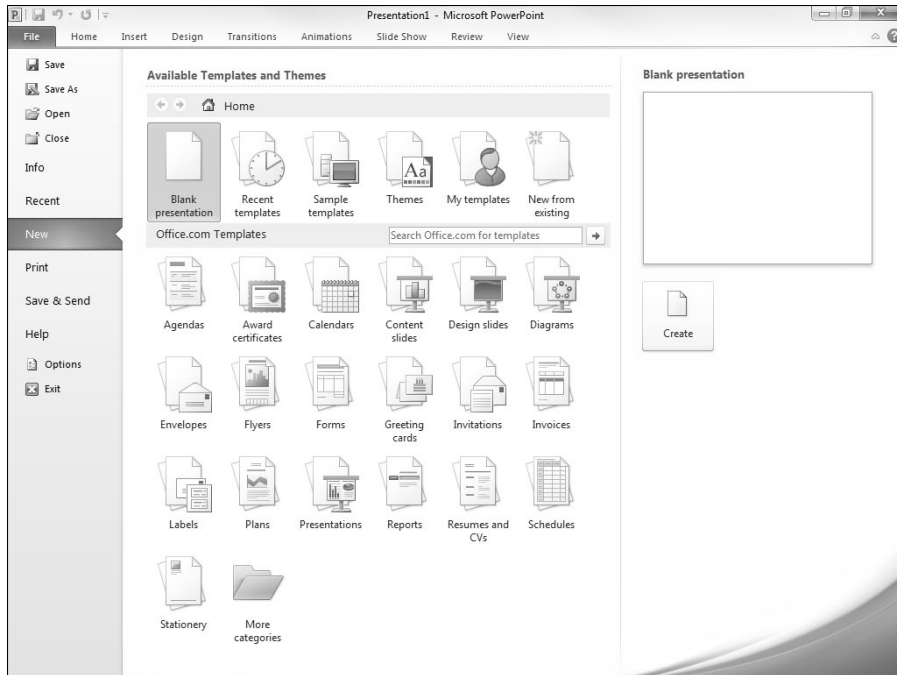 Presentation1 - Microsoft PowerPoint
File Home Insert Design Transitions Animations Slide Show Review View
Save
Save As
Open
Close
Info
Recent
New
Print
Save & Send
Help
Options
Exit
Available Templates and Themes
Home
Blank presentation
Recent templates
Sample templates
Themes
My templates
New from existing
Office.com Templates
Search Office.com for templates
Agendas
Award certificates
Calendars
Content slides
Design slides
Diagrams
Envelopes
Flyers
Forms
Greeting cards
Invitations
Invoices
Labels
Plans
Presentations
Reports
Resumes and CVs
Schedules
Stationery
More categories
Blank presentation
Create